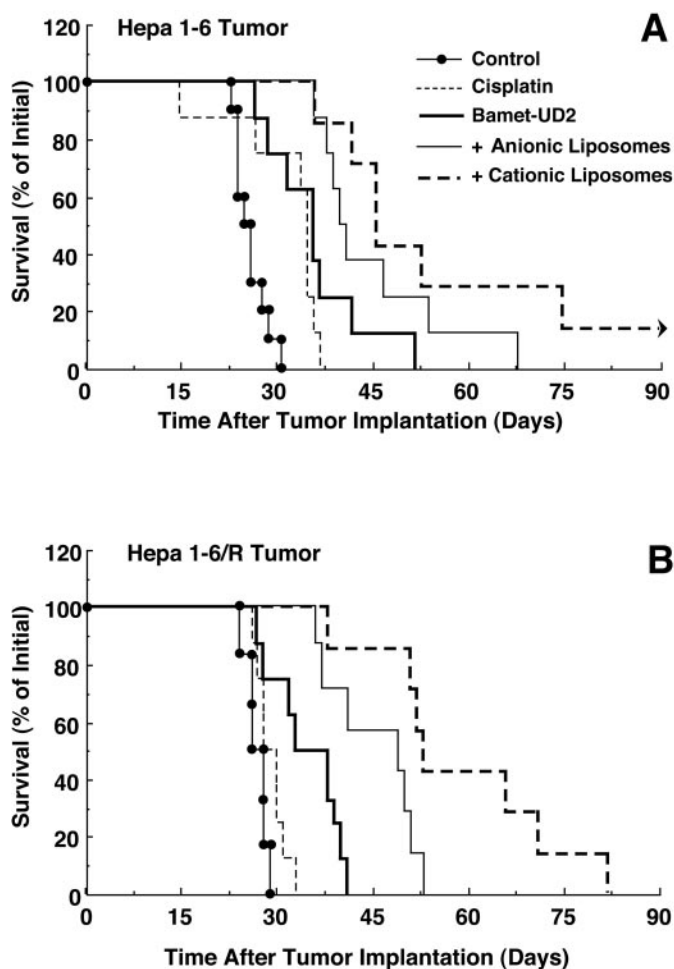 120
Hepa 1-6 Tumor
A
Control
Cisplatin
Bamet-UD2
+ Anionic Liposomes
+ Cationic Liposomes
100
80
60
40
20
0
Survival (% of Initial)
0 15 30 45 60 75 90
Time After Tumor Implantation (Days)
120
Hepa 1-6/R Tumor
B
100
80
60
40
20
0
Survival (% of Initial)
0 15 30 45 60 75 90
Time After Tumor Implantation (Days)